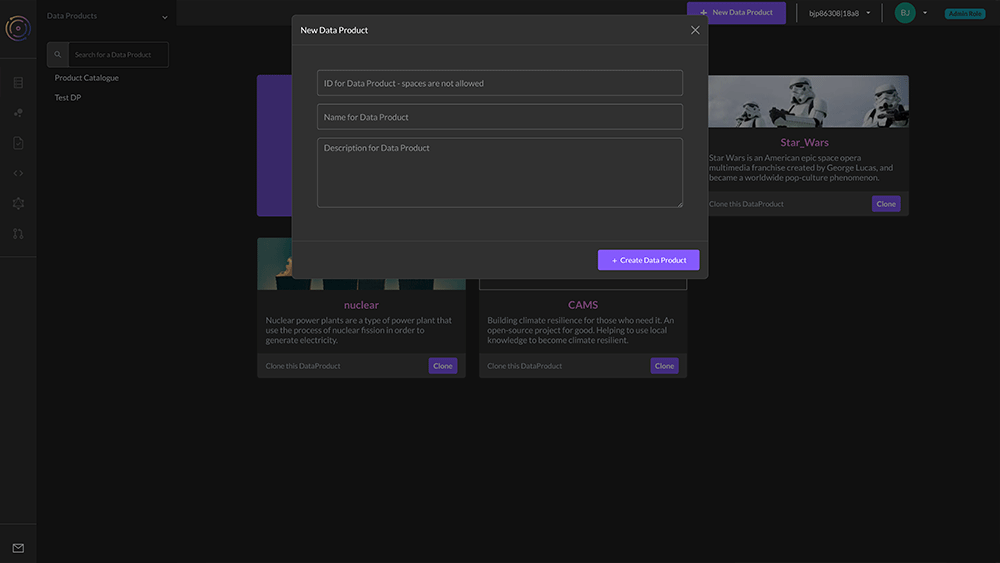 Data Products
+ New Data Product
bjp86308|18a8
BJ
Admin Role
New Data Product
Search for a Data Product
Product Catalogue
Test DP
ID for Data Product - spaces are not allowed
Name for Data Product
Description for Data Product
+ Create Data Product
Star_Wars
Star Wars is an American epic space opera
multimedia franchise created by George Lucas, and
became a worldwide pop-culture phenomenon.
Clone this DataProduct
Clone
nuclear
Nuclear power plants are a type of power plant that
use the process of nuclear fission in order to
generate electricity.
Clone this DataProduct
Clone
CAMS
Building climate resilience for those who need it. An
open-source project for good. Helping to use local
knowledge to become climate resilient.
Clone this DataProduct
Clone